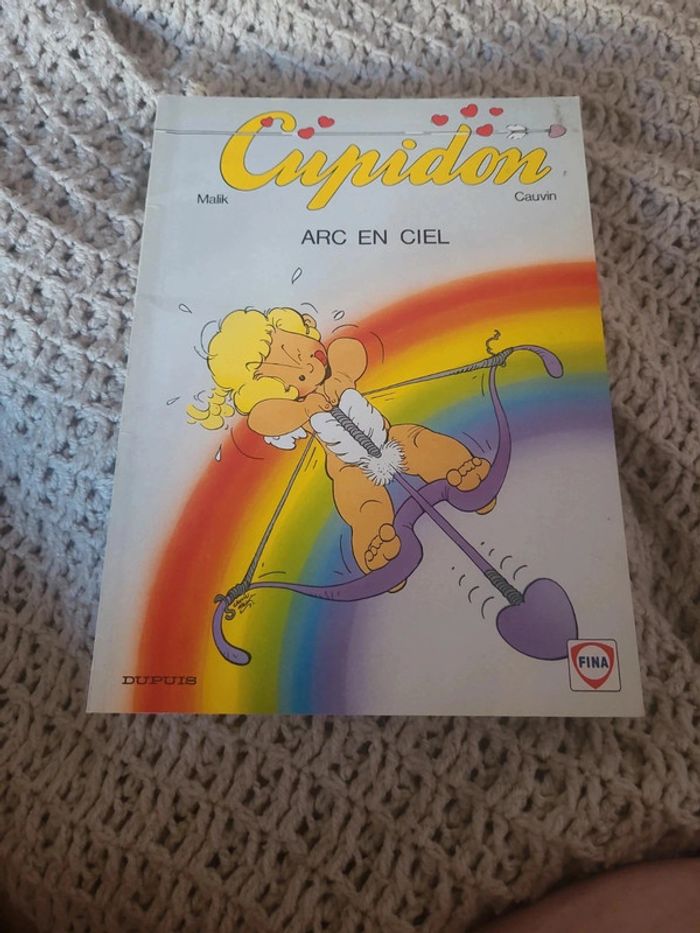 Cupidon
Malik
Cauvin
ARC EN CIEL
DUPUIS
FINA